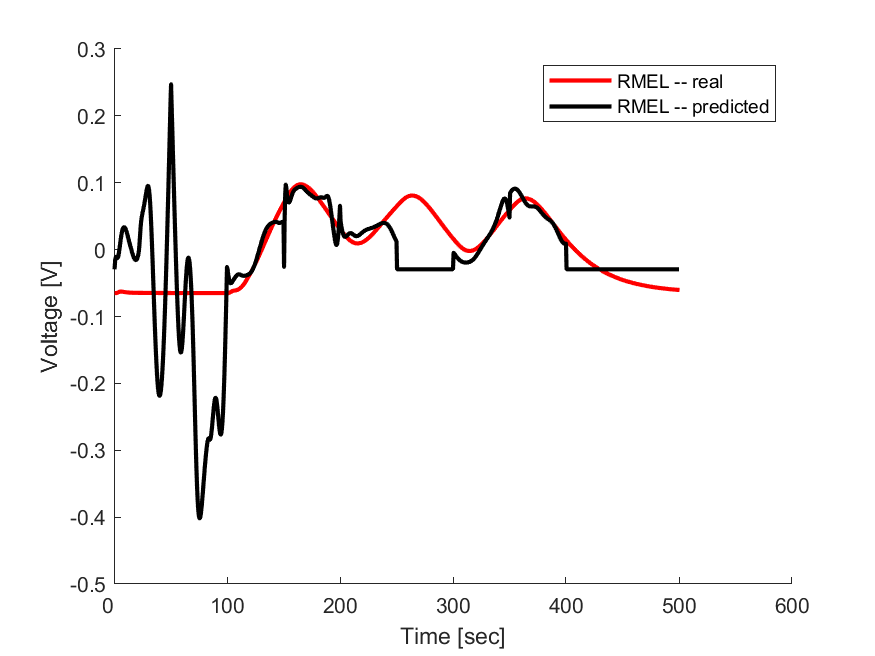 0.3
0.2
0.1
0
-0.1
-0.2
-0.3
-0.4
-0.5
Voltage [V]
RMEL -- real
RMEL -- predicted
0 100 200 300 400 500 600
Time [sec]